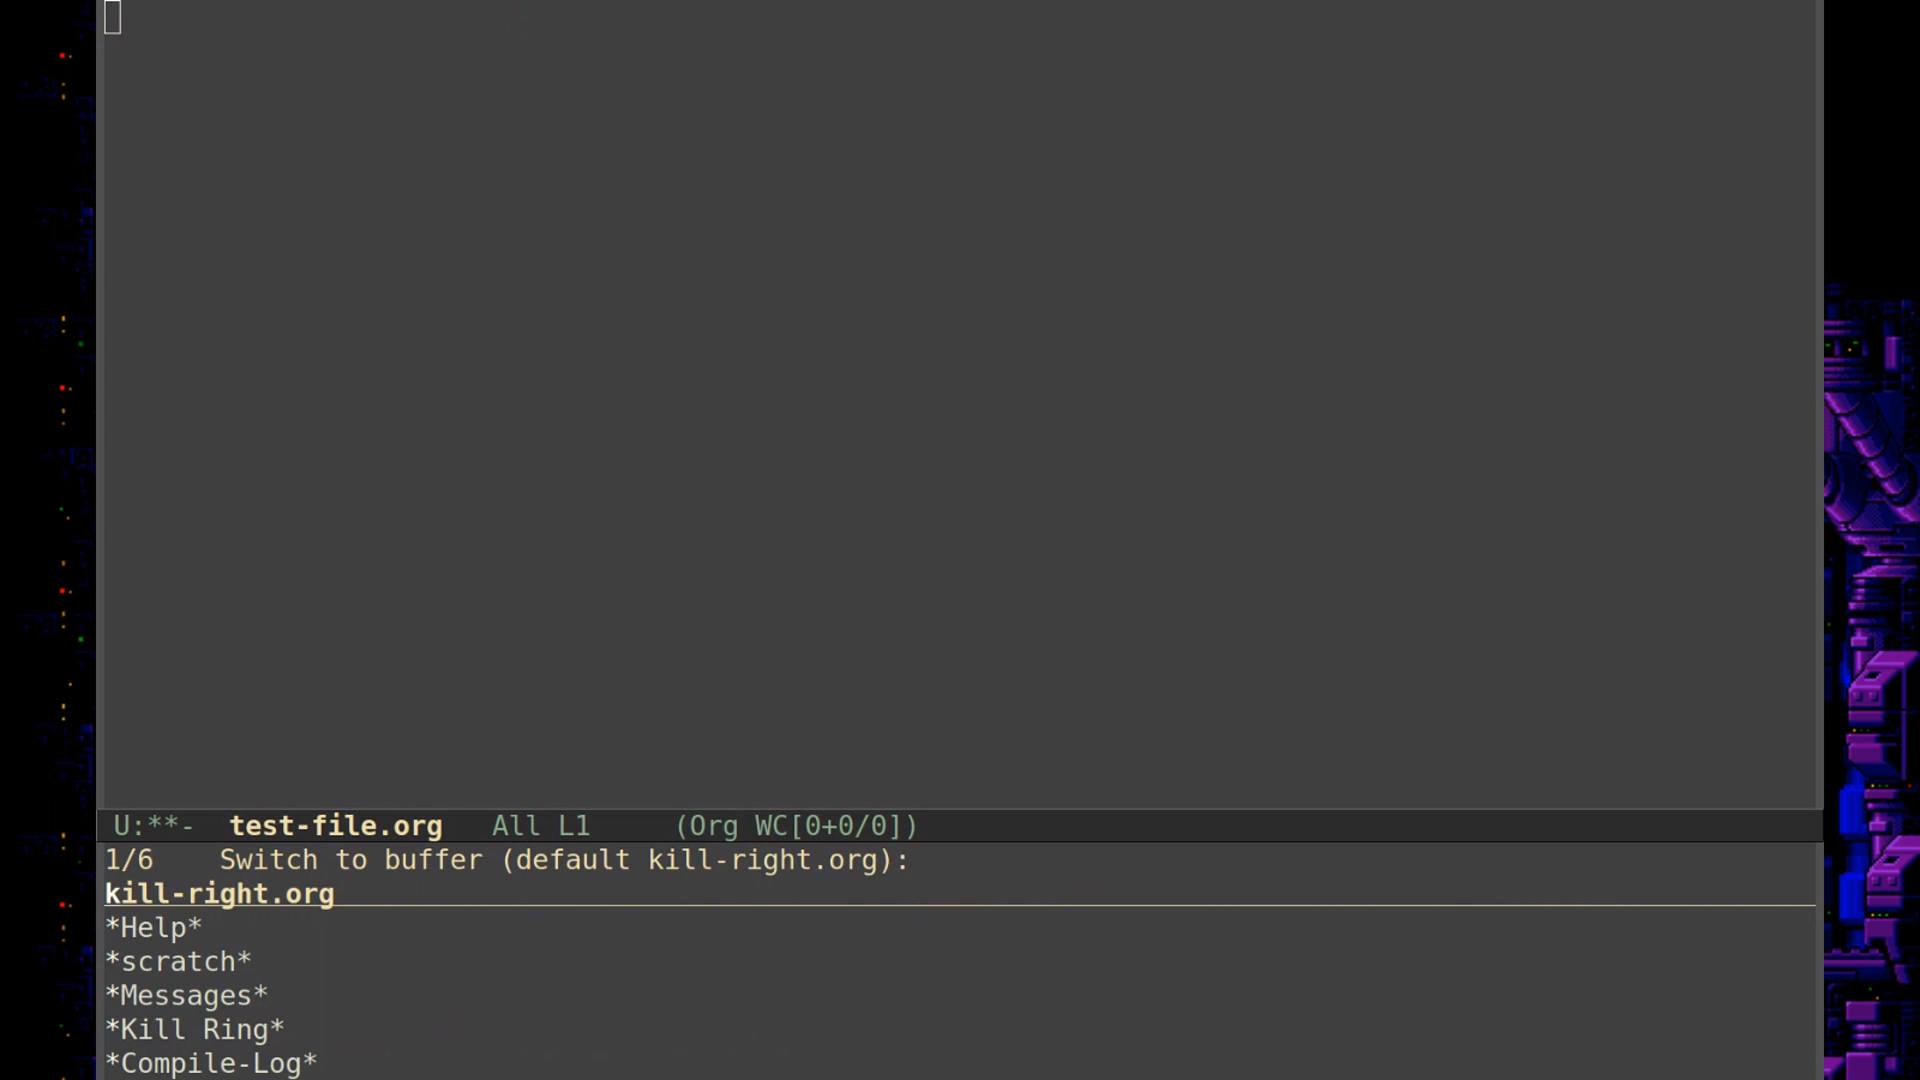 U:**-  test-file.org   All L1     (Org WC[0+0/0])
1/6    Switch to buffer (default kill-right.org):
kill-right.org
*Help*
*scratch*
*Messages*
*Kill Ring*
*Compile-Log*